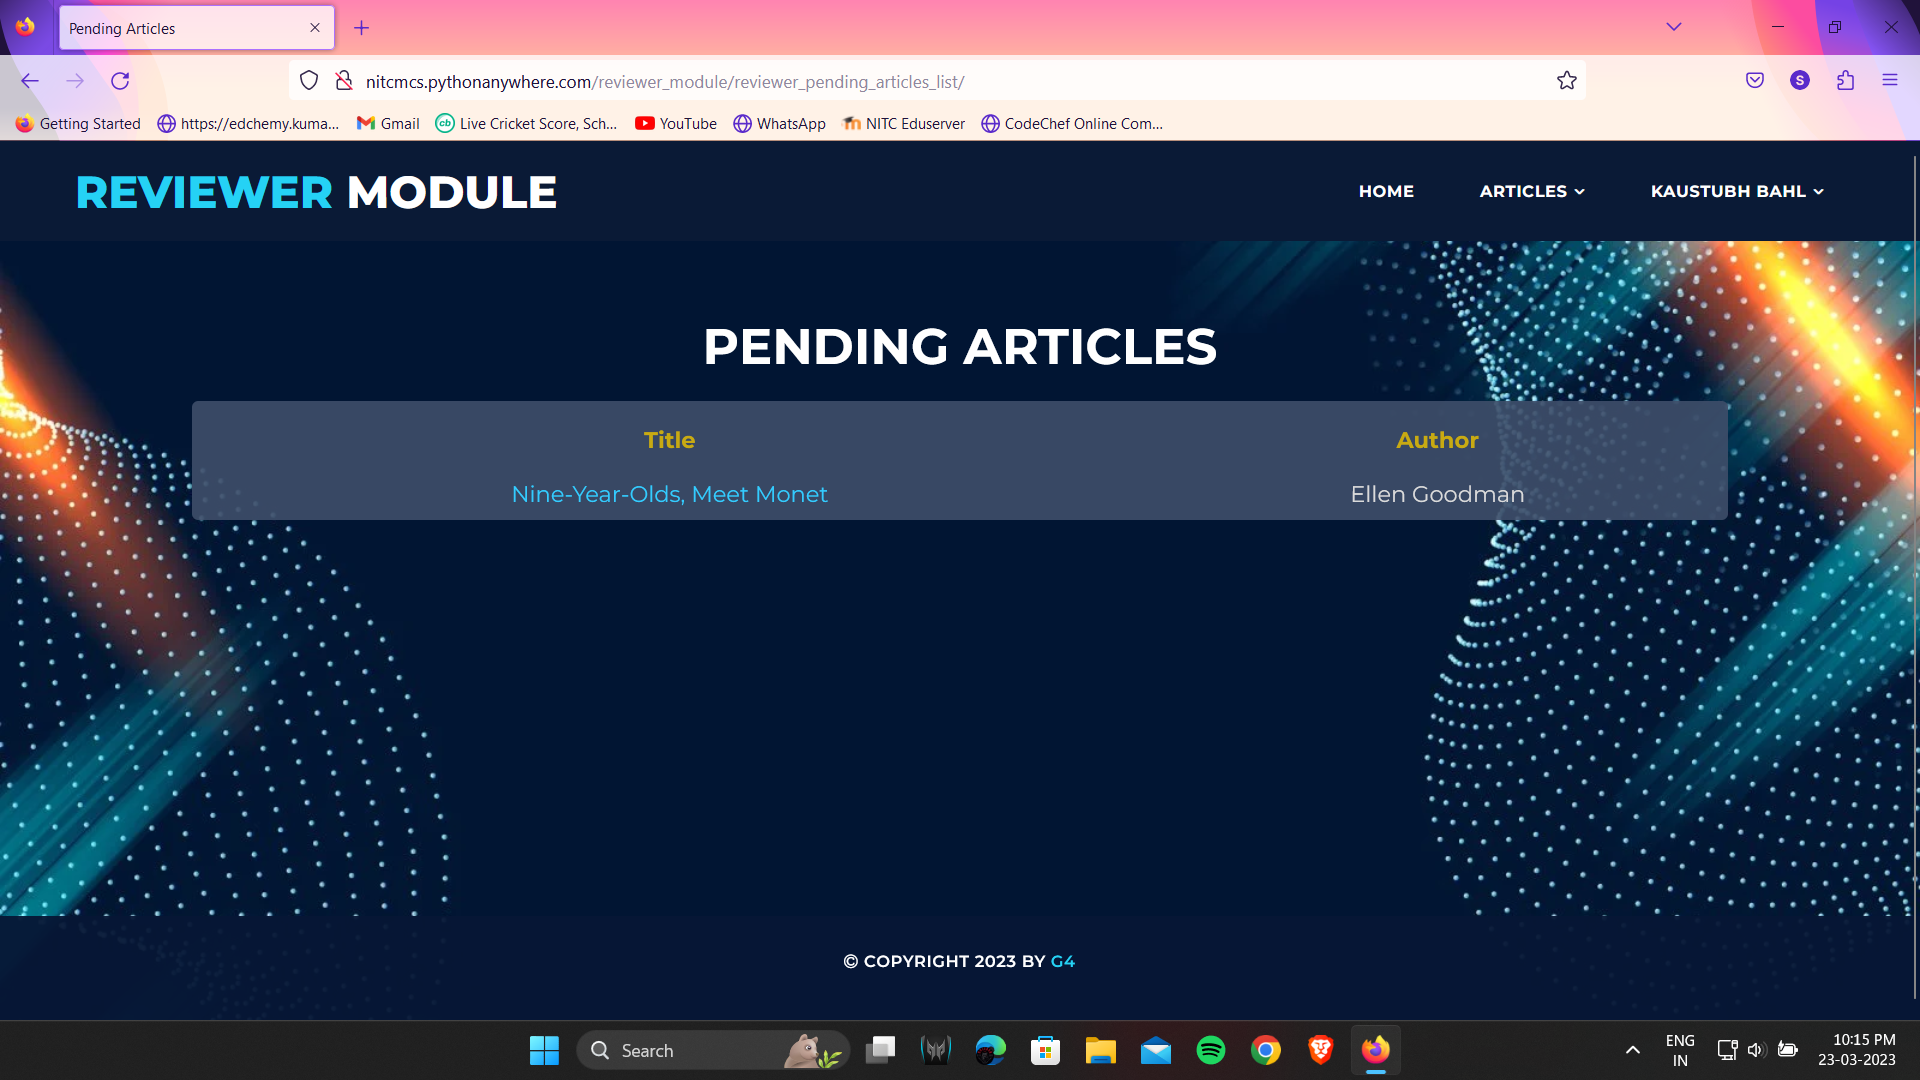 Pending Articles
nitcmcs.pythonanywhere.com/reviewer_module/reviewer_pending_articles_list/
S
Getting Started https://edchemy.kuma... Gmail cb Live Cricket Score, Sch... YouTube WhatsApp NITC Eduserver CodeChef Online Com...
REVIEWER MODULE HOME ARTICLES KAUSTUBH BAHL
PENDING ARTICLES
Title Author
Nine-Year-Olds, Meet Monet Ellen Goodman
© COPYRIGHT 2023 BY G4
Search
ENG
IN
10:15 PM
23-03-2023